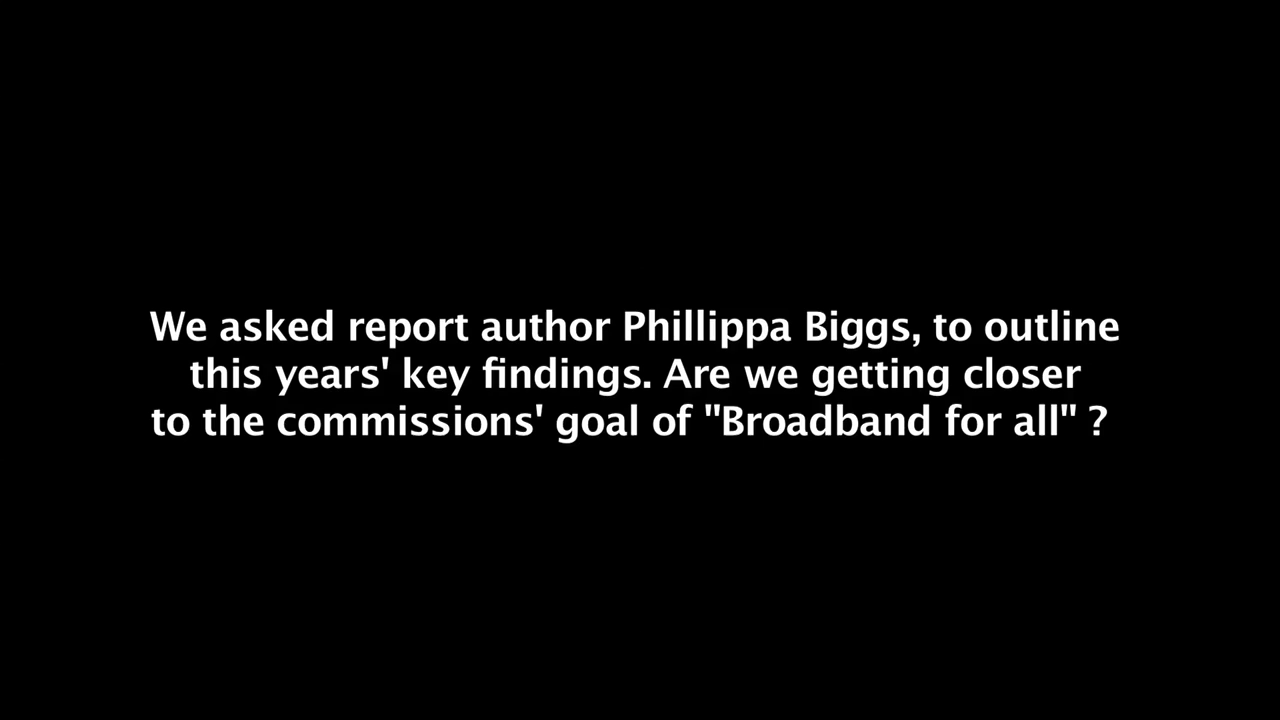 We asked report author Phillippa Biggs, to outline
this years' key findings. Are we getting closer
to the commissions' goal of "Broadband for all" ?